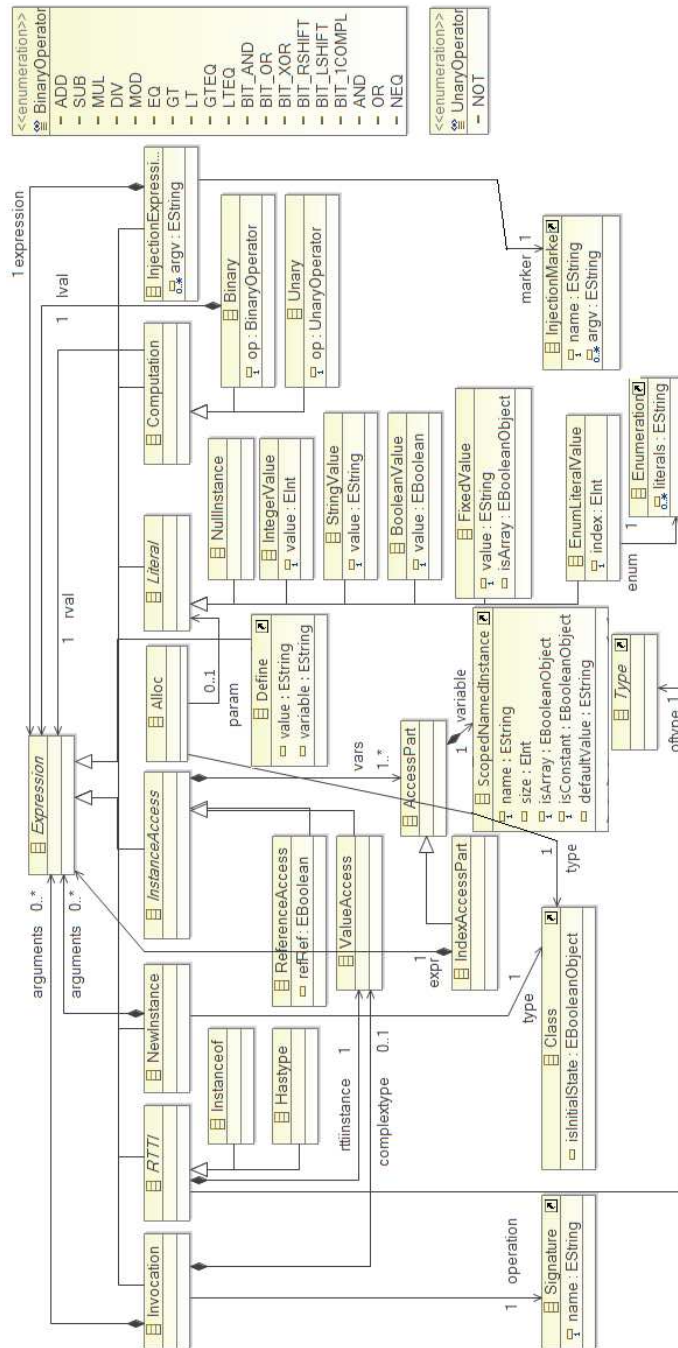 <<enumeration>>
BinaryOperator
ADD
SUB
MUL
DIV
MOD
EQ
GT
LT
GTEQ
LTEQ
BIT_AND
BIT_OR
BIT_XOR
BIT_RSHIFT
BIT_LSHIFT
BIT_1COMPL
AND
OR
NEQ
<<enumeration>>
UnaryOperator
NOT
1 expression
InjectionExpressi...
0..* argv : EString
marker 1
InjectionMarke
1 name : EString
0..* argv : EString
1 lval
Binary
1 op : BinaryOperator
Unary
1 op : UnaryOperator
Computation
1 rval
Literal
NullInstance
IntegerValue
1 value : EInt
StringValue
1 value : EString
BooleanValue
1 value : EBoolean
FixedValue
1 value : EString
isArray : EBooleanObject
EnumLiteralValue
1 index : EInt
enum 1
Enumeration
0..* literals : EString
Expression
Alloc
0..1
param
Define
value : EString
variable : EString
InstanceAccess
vars
1..*
AccessPart
1 variable
ScopedNamedInstance
1 name : EString
size : EInt
1 isArray : EBooleanObject
1 isConstant : EBooleanObject
defaultValue : EString
Type
oftype 1
ReferenceAccess
refRef : EBoolean
ValueAccess
IndexAccessPart
1
expr
arguments 0..*
arguments 0..*
NewInstance
1
type
1
type
Class
isInitialState : EBooleanObject
RTTI
Instanceof
Hastype
rttiinstance 1
complextype 0..1
Invocation
1 operation
Signature
1 name : EString